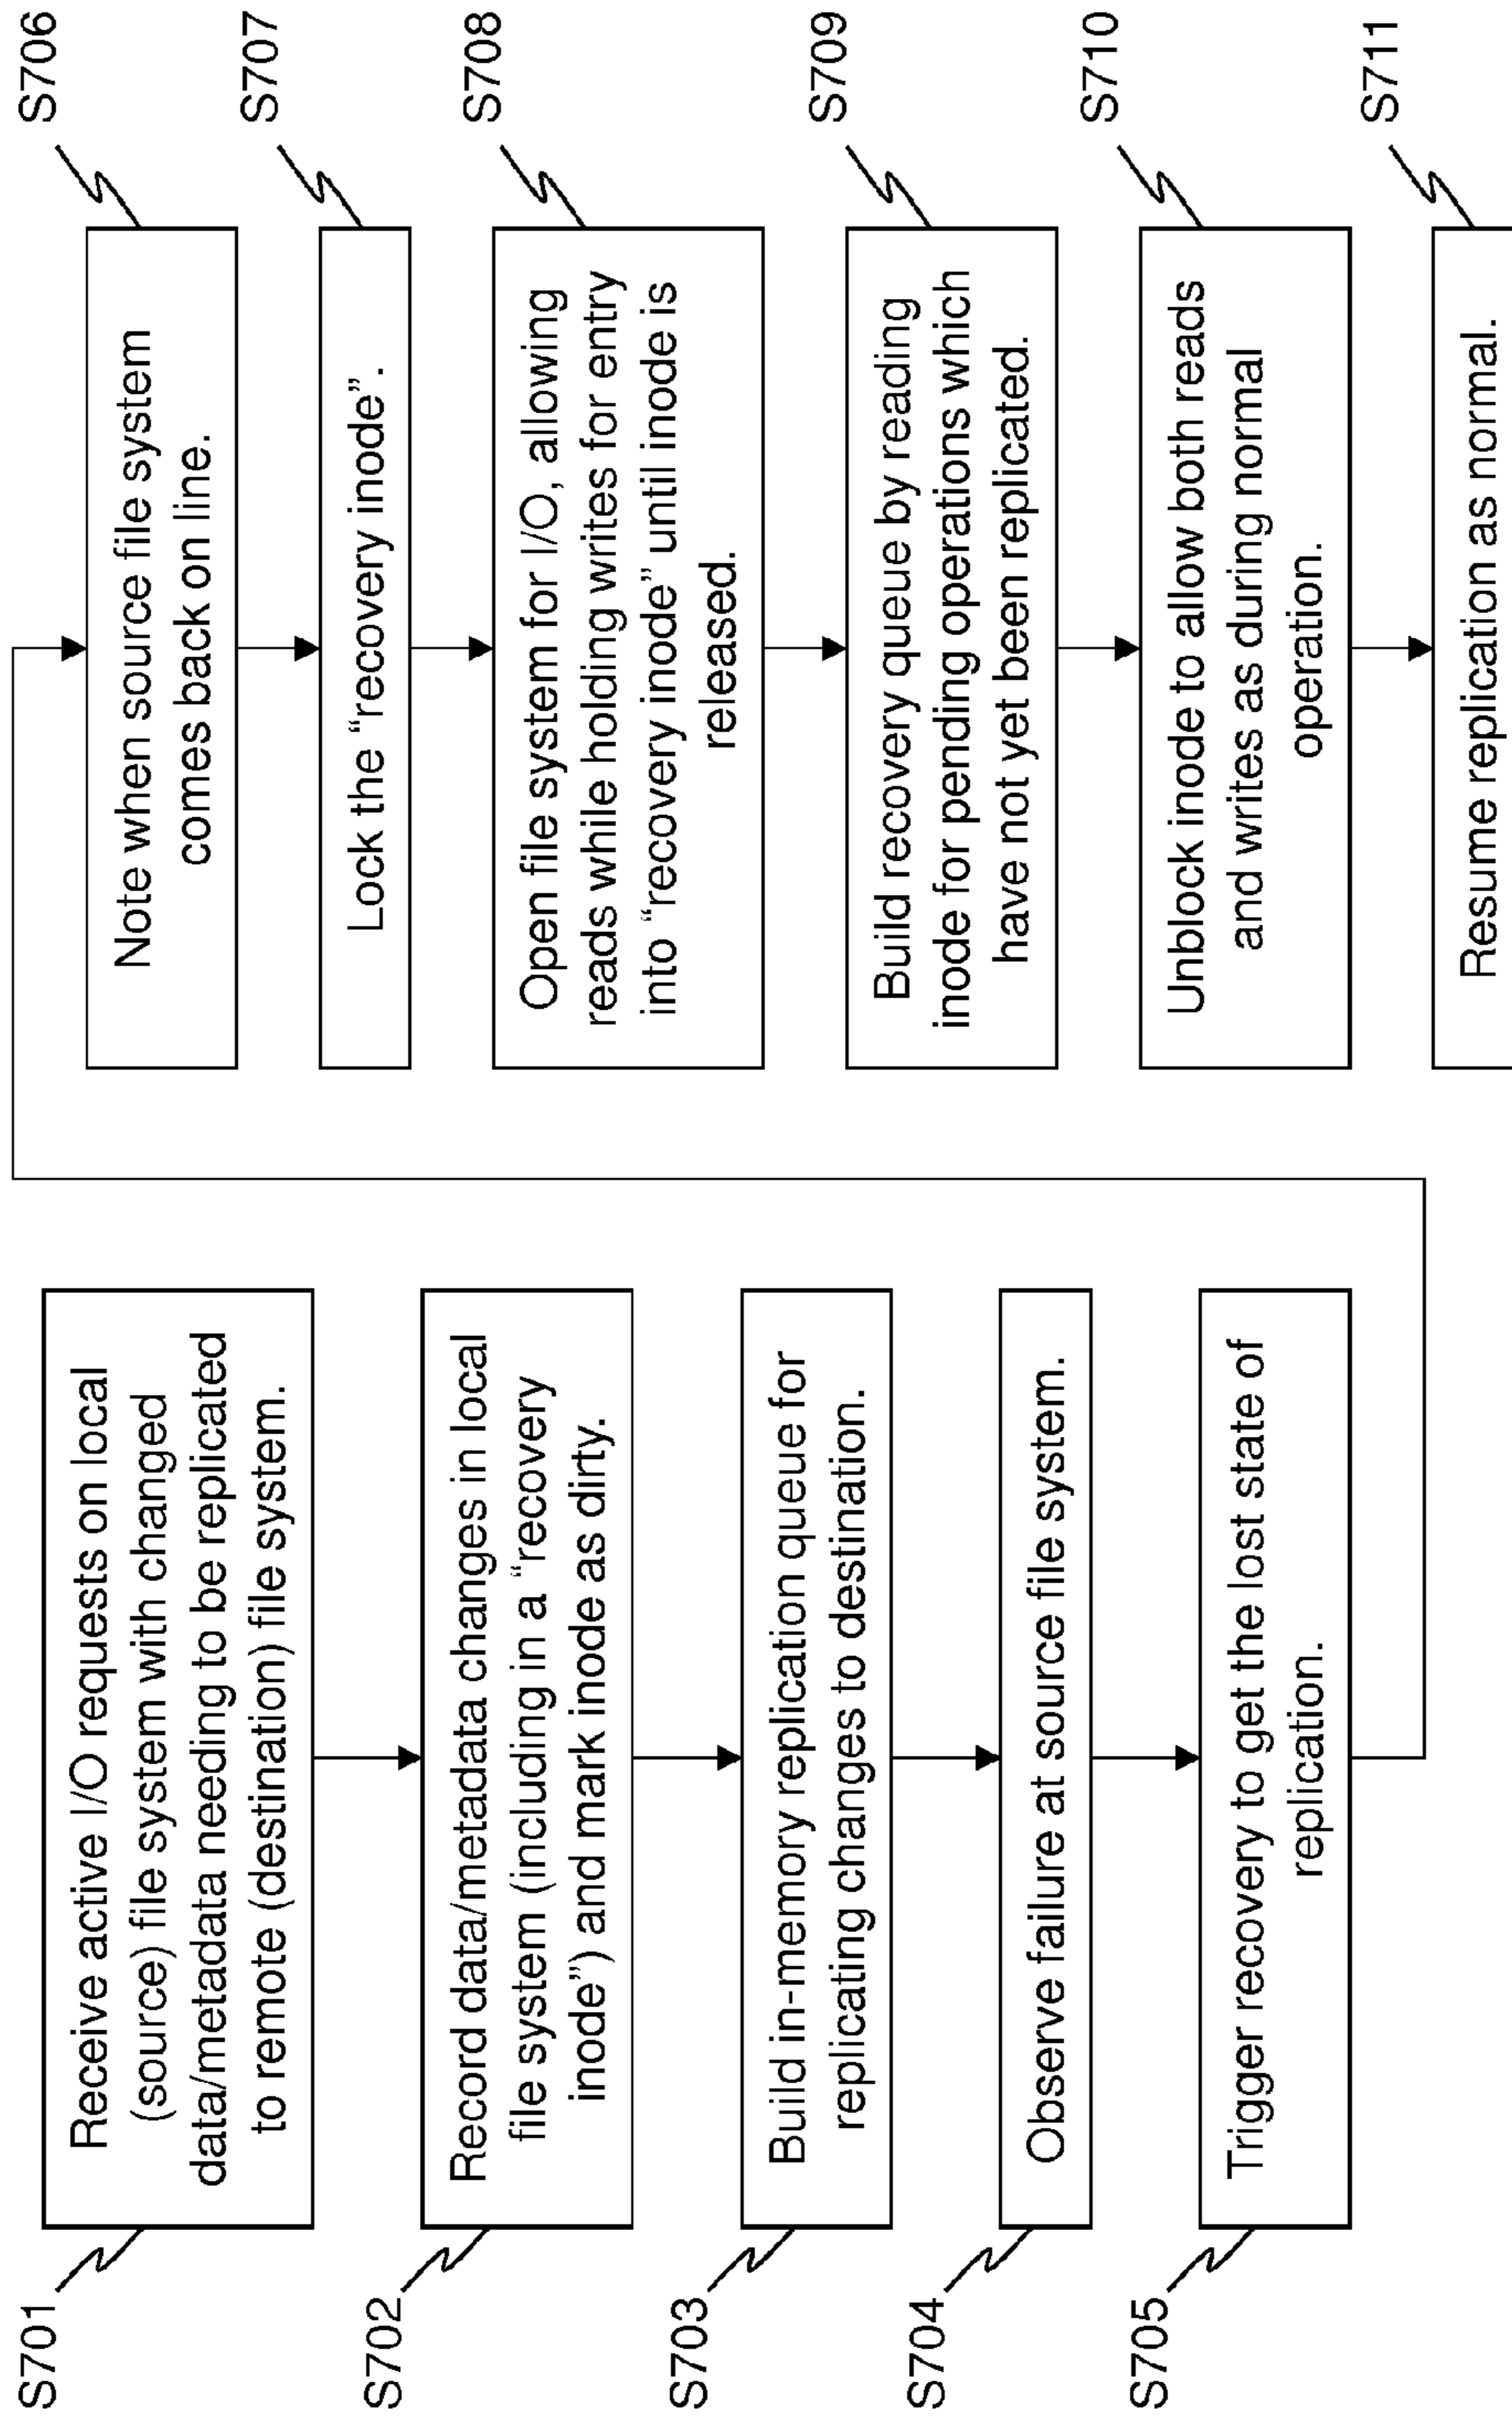 S701
Receive active I/O requests on local
(source) file system with changed
data/metadata needing to be replicated
to remote (destination) file system.
S702
Record data/metadata changes in local
file system (including in a “recovery
inode”) and mark inode as dirty.
S703
Build in-memory replication queue for
replicating changes to destination.
S704
Observe failure at source file system.
S705
Trigger recovery to get the lost state of
replication.
S706
Note when source file system
comes back on line.
S707
Lock the “recovery inode”.
S708
Open file system for I/O, allowing
reads while holding writes for entry
into “recovery inode” until inode is
released.
S709
Build recovery queue by reading
inode for pending operations which
have not yet been replicated.
S710
Unblock inode to allow both reads
and writes as during normal
operation.
S711
Resume replication as normal.